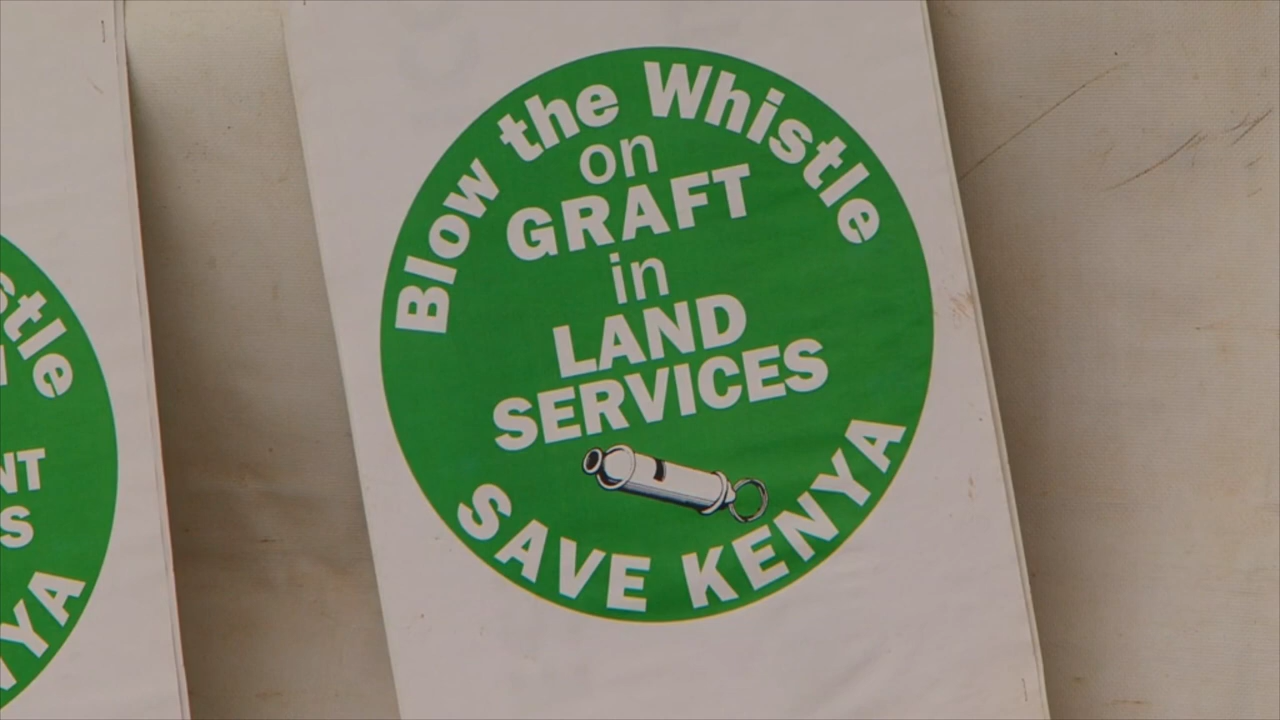 Blow the Whistle
on
GRAFT
in
LAND
SERVICES
SAVE KENYA